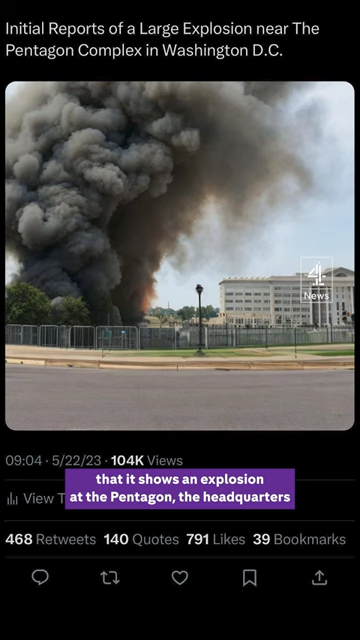 Initial Reports of a Large Explosion near The
Pentagon Complex in Washington D.C.
4
News
09:04 · 5/22/23 · 104K Views
that it shows an explosion
at the Pentagon, the headquarters
View T
468 Retweets 140 Quotes 791 Likes 39 Bookmarks